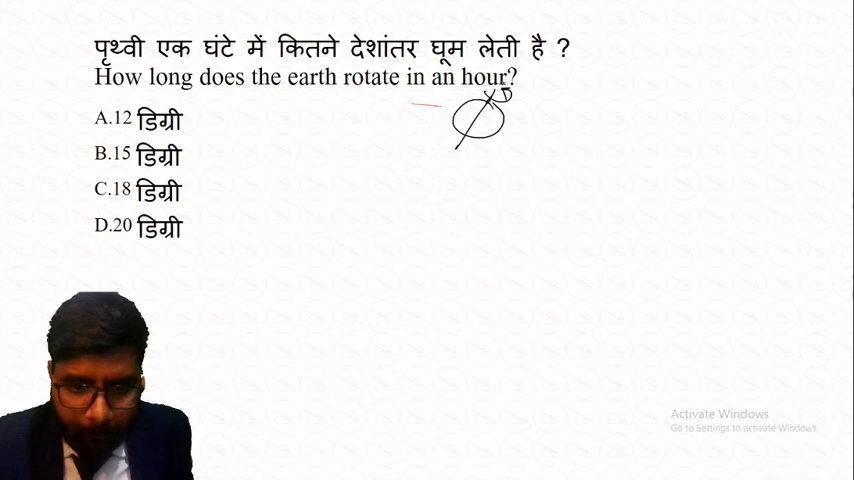 पृथ्वी एक घंटे में कितने देशांतर घूम लेती है ?
How long does the earth rotate in an hour?
A.12 डिग्री
B.15 डिग्री
C.18 डिग्री
D.20 डिग्री
Activate Windows
Go to Settings to activate Windows.